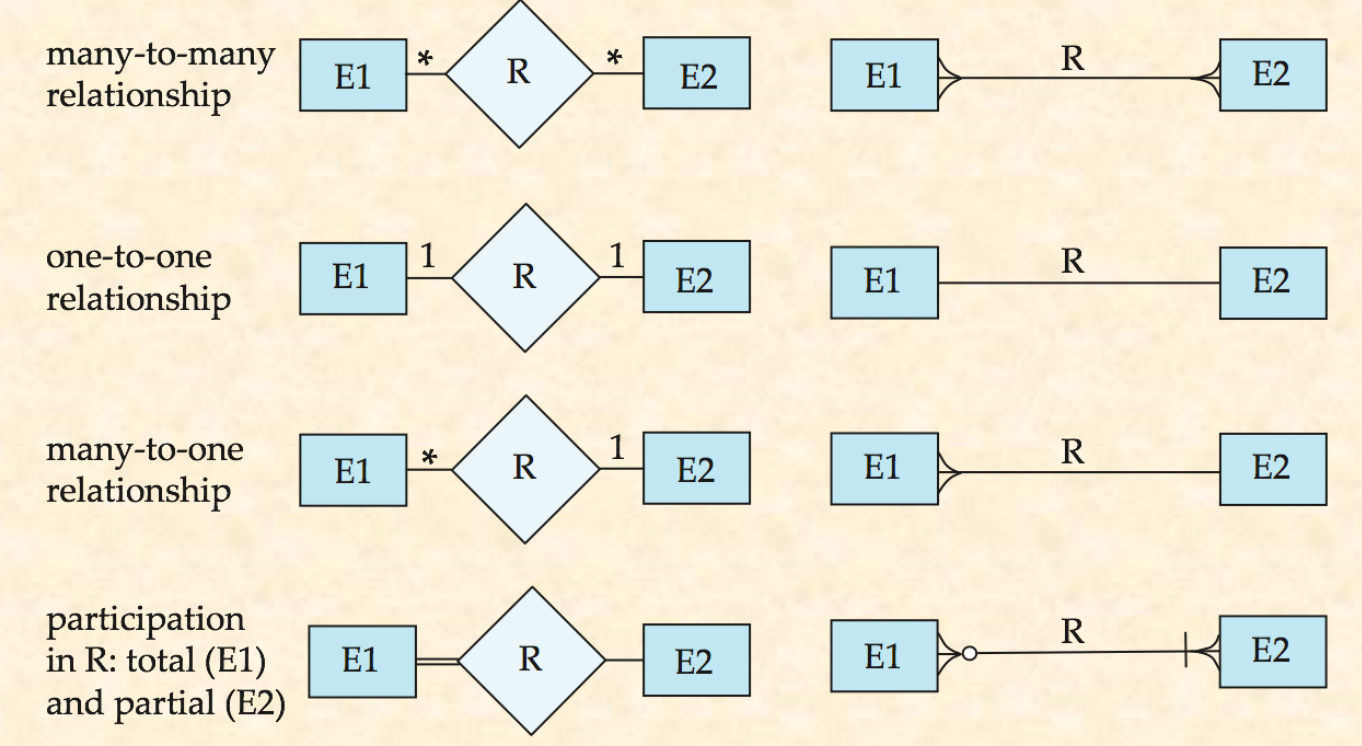 many-to-many
relationship
E1
*
R
*
E2
E1
R
E2
one-to-one
relationship
E1
1
R
1
E2
E1
R
E2
many-to-one
relationship
E1
*
R
1
E2
E1
R
E2
participation
in R: total (E1)
and partial (E2)
E1
R
E2
E1
R
E2